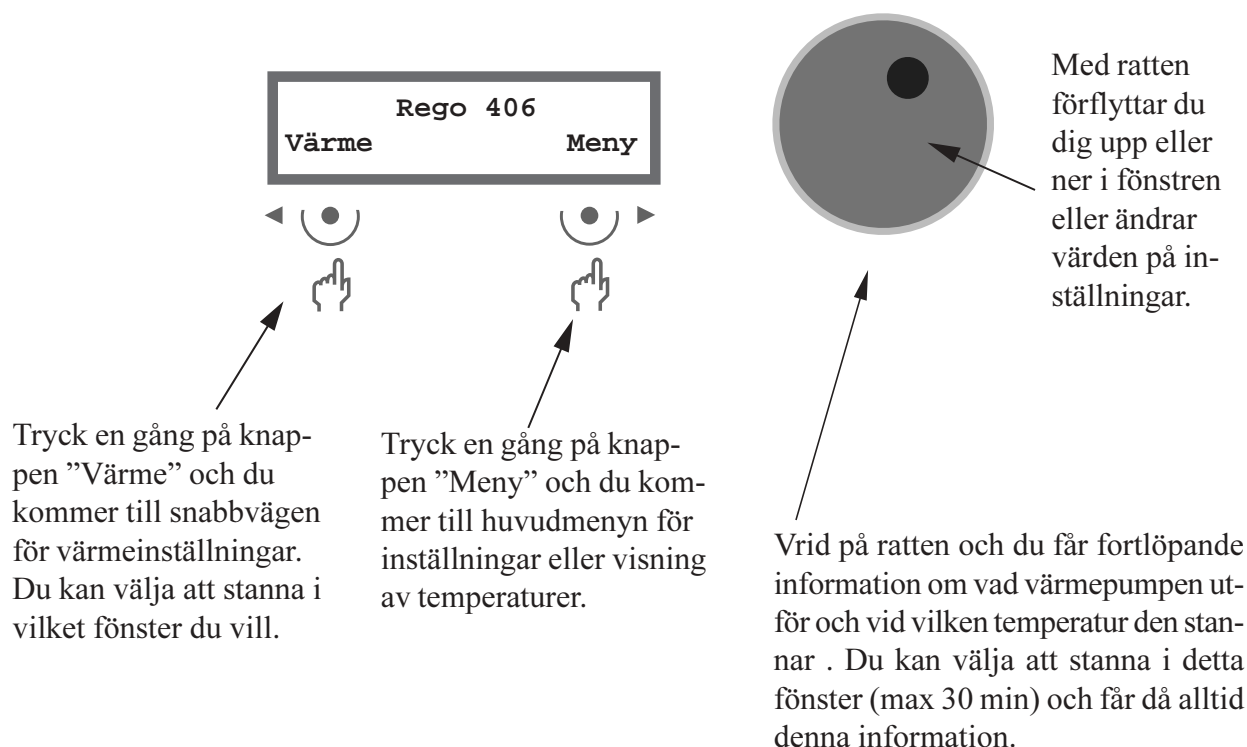 Rego 406
Värme Meny
Med ratten
förflyttar du
dig upp eller
ner i fönstren
eller ändrar
värden på in-
ställningar.
Tryck en gång på knap-
pen ”Värme” och du
kommer till snabbvägen
för värmeinställningar.
Du kan välja att stanna i
vilket fönster du vill.
Tryck en gång på knap-
pen ”Meny” och du kom-
mer till huvudmenyn för
inställningar eller visning
av temperaturer.
Vrid på ratten och du får fortlöpande
information om vad värmepumpen ut-
för och vid vilken temperatur den stan-
nar . Du kan välja att stanna i detta
fönster (max 30 min) och får då alltid
denna information.